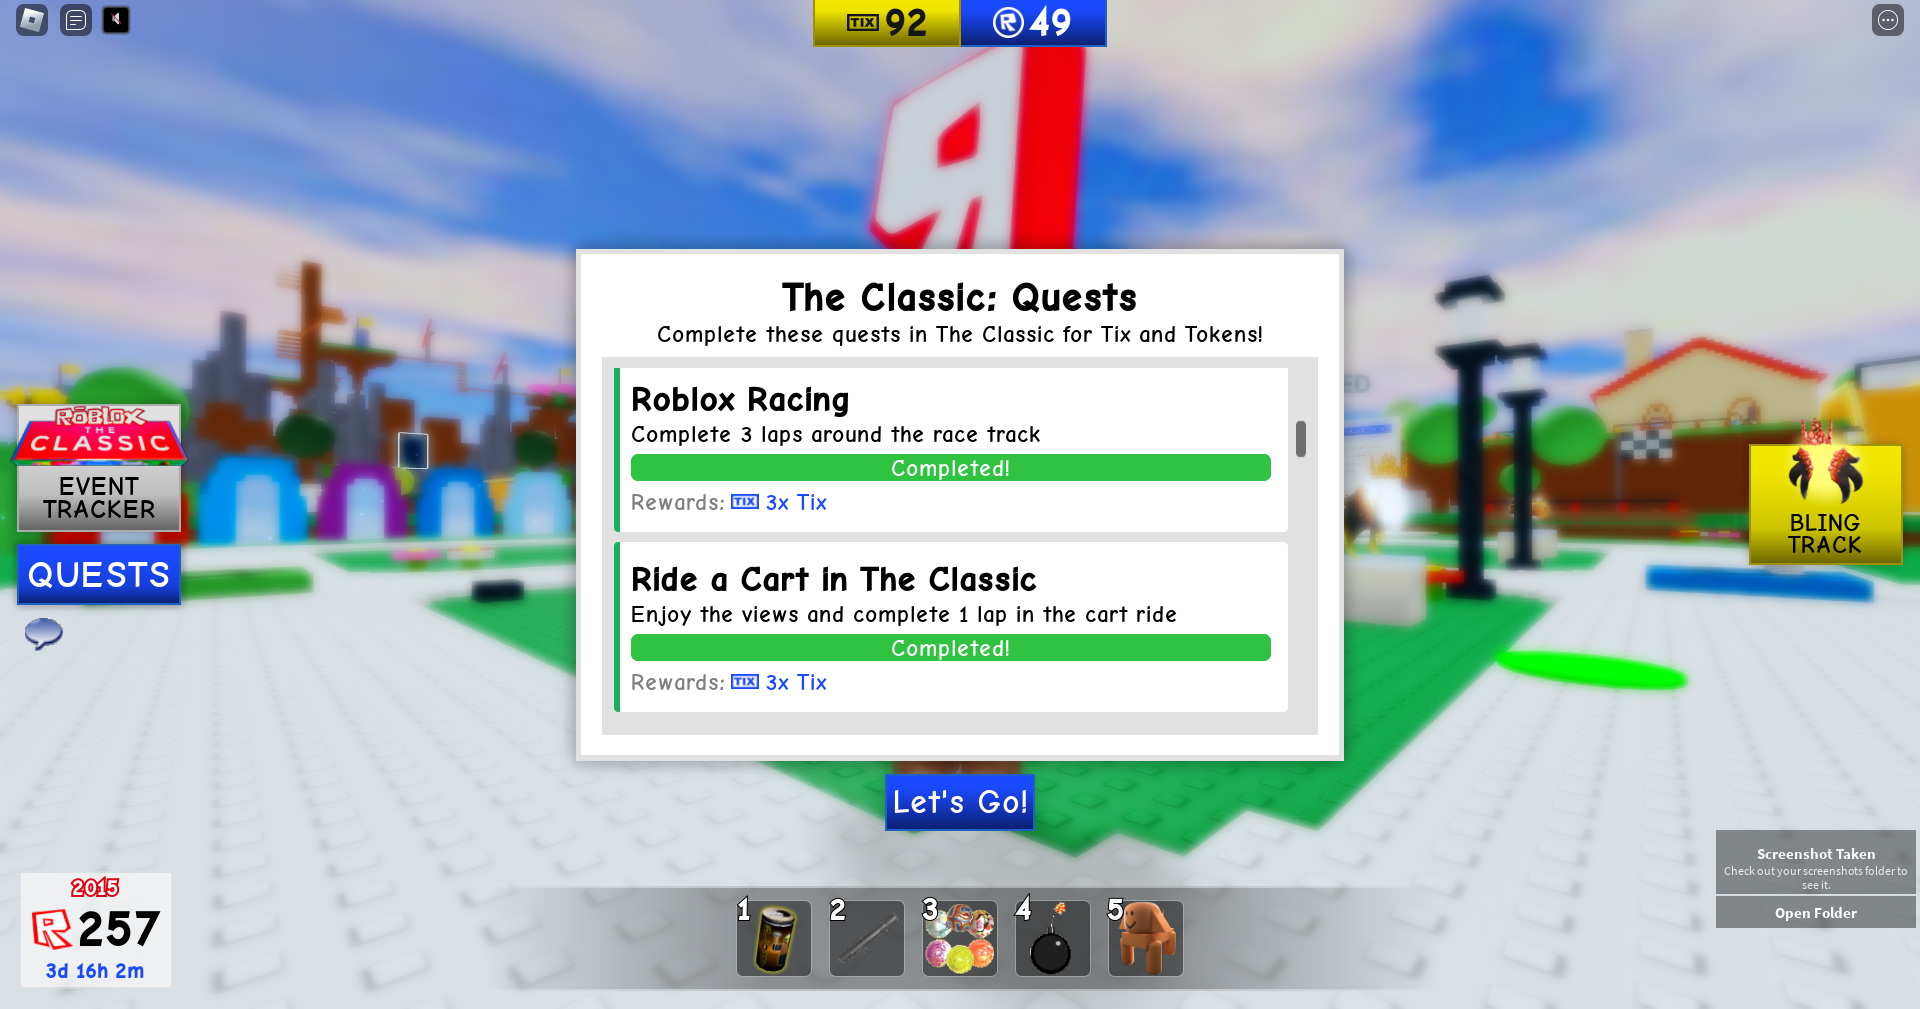 TIX 92
49
The Classic: Quests
Complete these quests in The Classic for Tix and Tokens!
Roblox Racing
Complete 3 laps around the race track
Completed!
Rewards: TIX 3x Tix
Ride a Cart in The Classic
Enjoy the views and complete 1 lap in the cart ride
Completed!
Rewards: TIX 3x Tix
Let's Go!
ROBLOX
THE
CLASSIC
EVENT
TRACKER
QUESTS
BLING
TRACK
2015
257
3d 16h 2m
1
2
3
4
5
Screenshot Taken
Check out your screenshots folder to
see it.
Open Folder